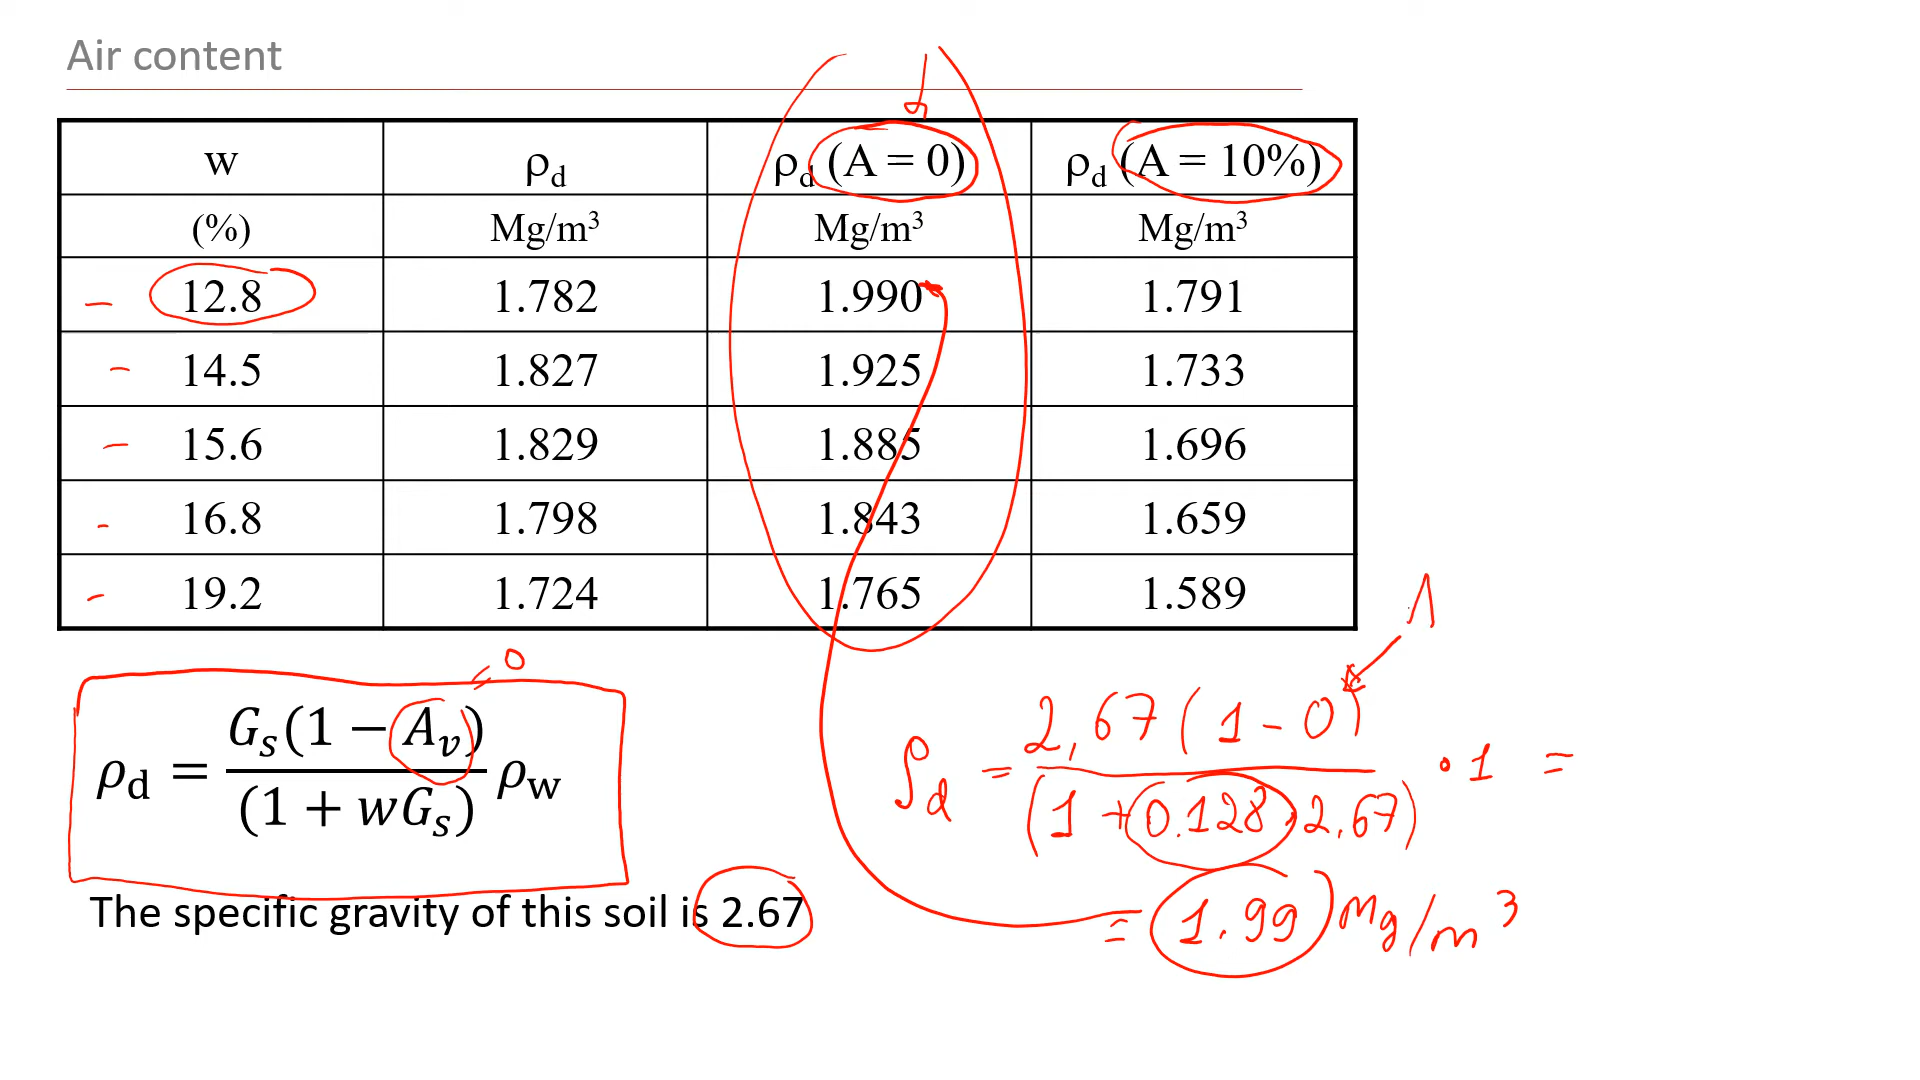 Air content
w ρd ρd (A = 0) ρd (A = 10%)
(%) Mg/m³ Mg/m³ Mg/m³
12.8 1.782 1.990 1.791
14.5 1.827 1.925 1.733
15.6 1.829 1.885 1.696
16.8 1.798 1.843 1.659
19.2 1.724 1.765 1.589
= 0
ρd = Gs(1 − Av) / (1 + wGs) ρw
The specific gravity of this soil is 2.67
ρd = 2,67 (1 - 0) / (1 + 0.128 · 2,67) · 1 =
= 1.99 Mg/m³